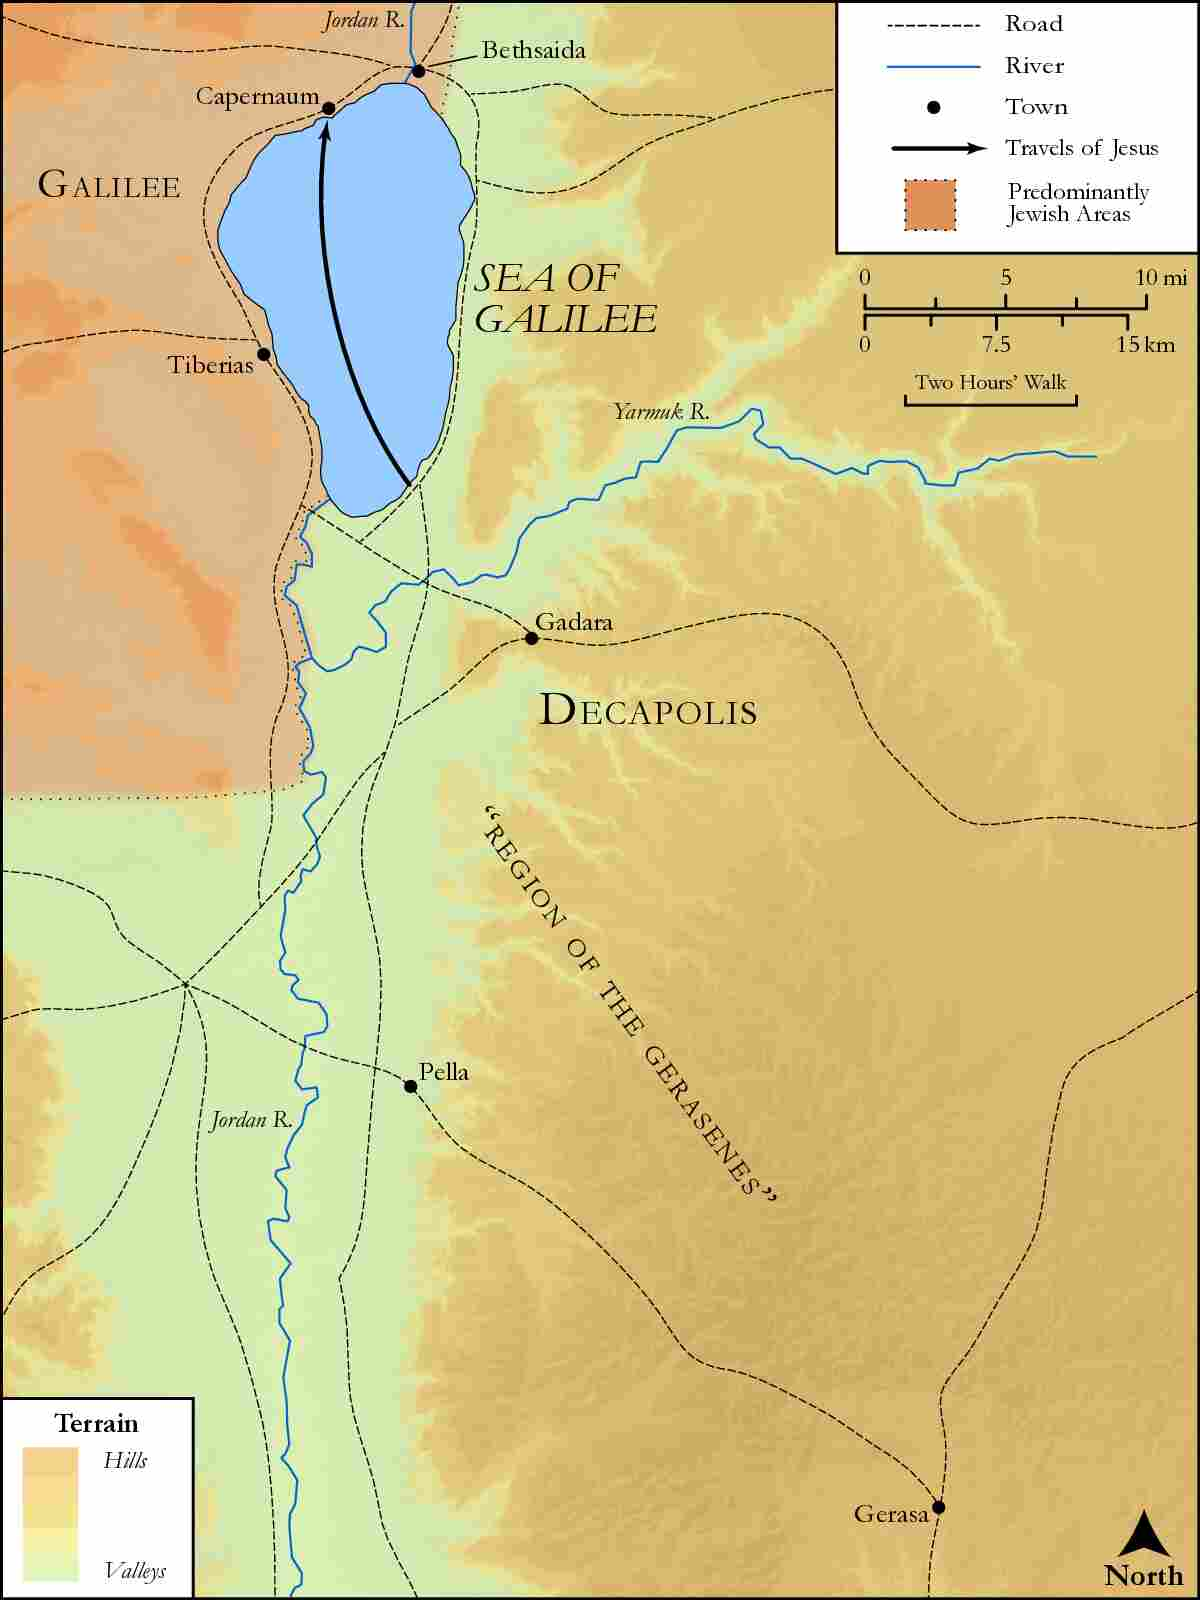 Jordan R.
Bethsaida
Capernaum
GALILEE
SEA OF
GALILEE
Tiberias
Yarmuk R.
Gadara
DECAPOLIS
“REGION OF THE GERASENES”
Pella
Jordan R.
Gerasa
Road
River
Town
Travels of Jesus
Predominantly
Jewish Areas
0 5 10 mi
0 7.5 15 km
Two Hours’ Walk
Terrain
Hills
Valleys
North